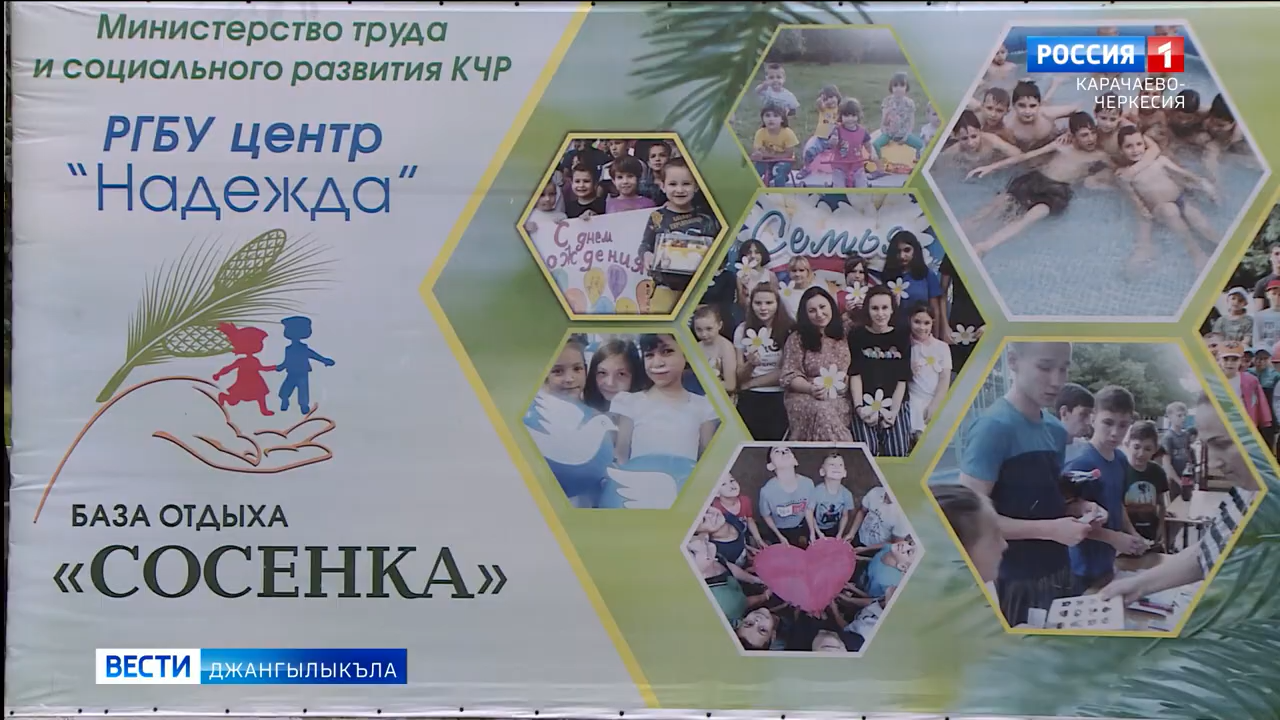 Министерство труда
и социального развития КЧР
РГБУ центр
“Надежда”
БАЗА ОТДЫХА
«СОСЕНКА»
С днем
рождения
Семья
РОССИЯ 1
КАРАЧАЕВО-
ЧЕРКЕСИЯ
ВЕСТИ ДЖАНГЫЛЫКЪЛА